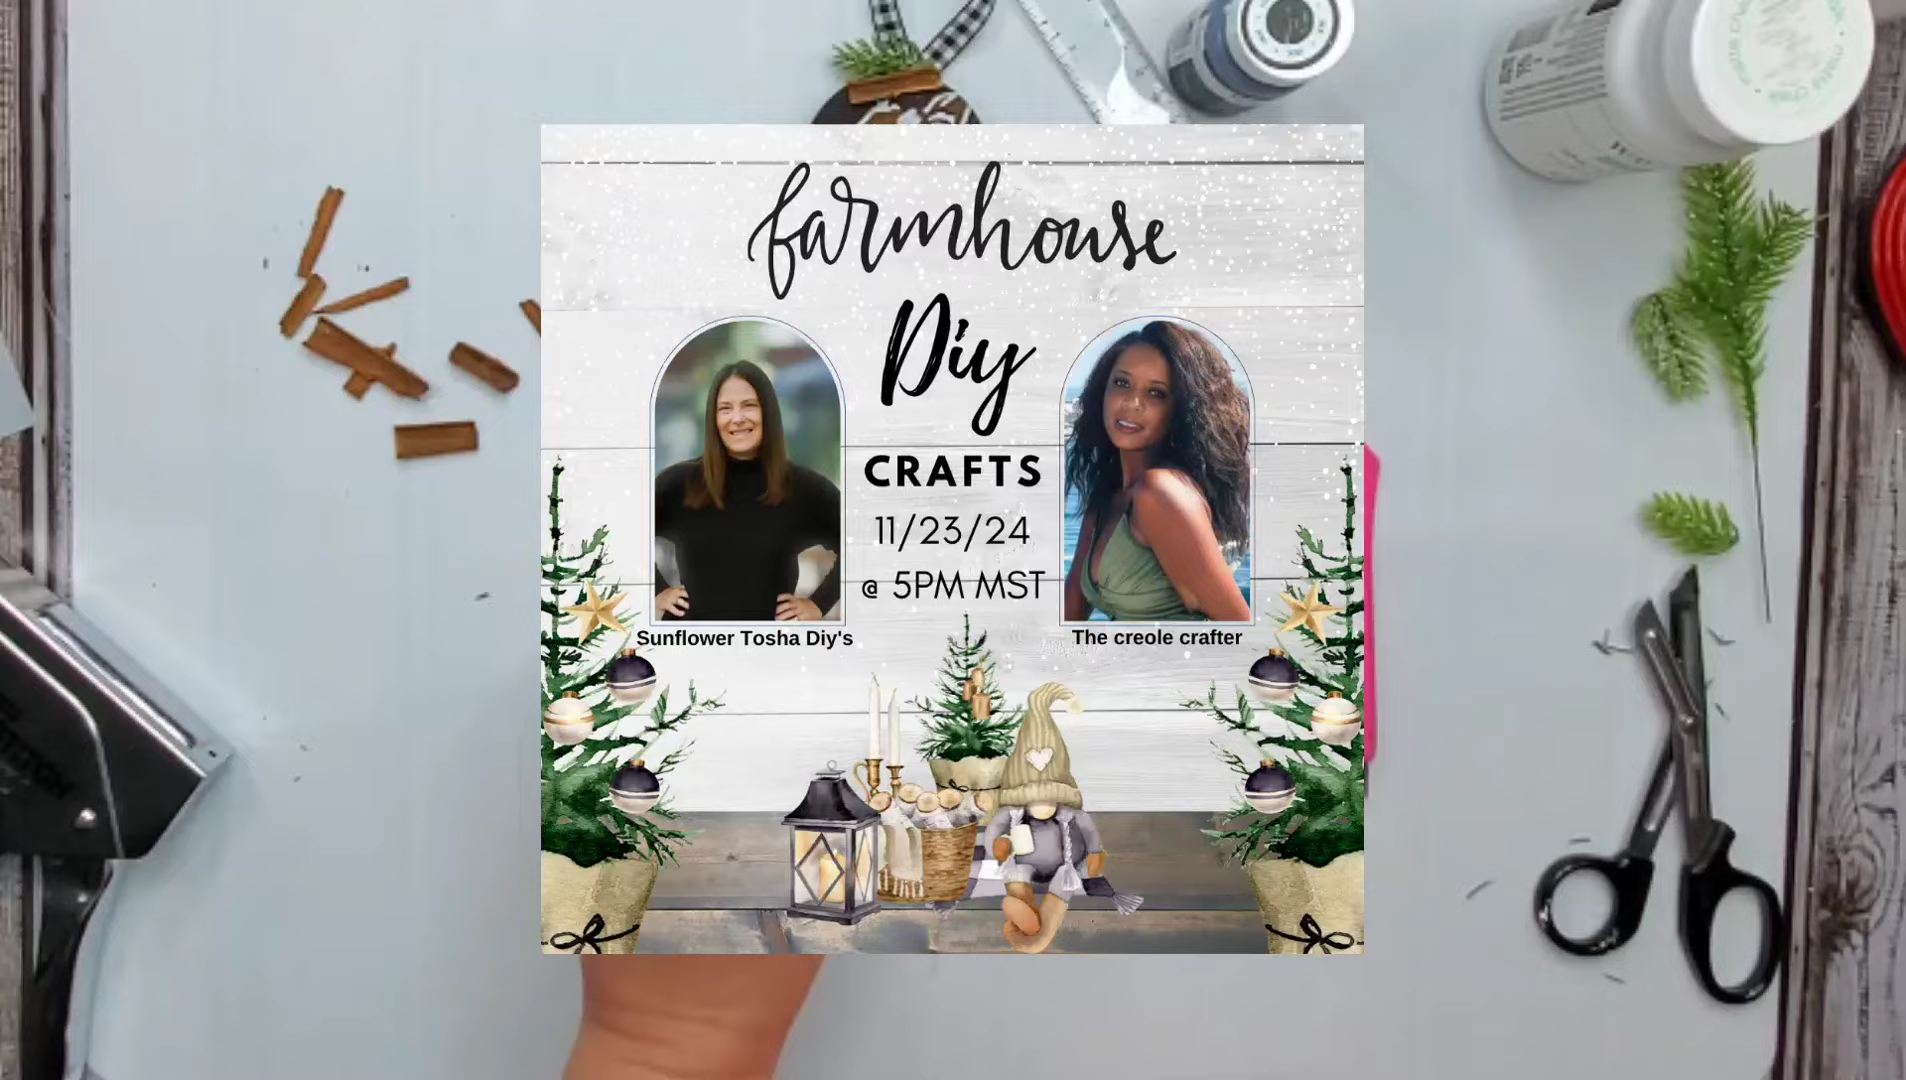 farmhouse
Diy
CRAFTS
11/23/24
@ 5PM MST
Sunflower Tosha Diy's
The creole crafter